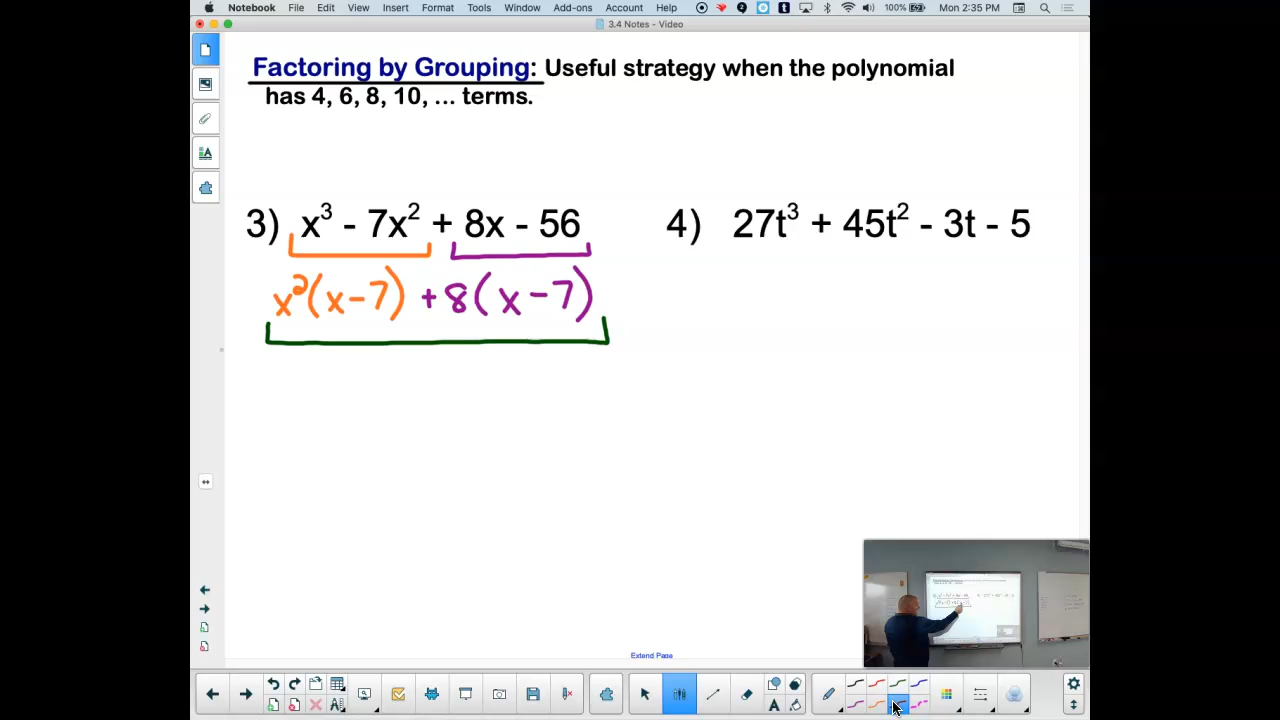 Notebook File Edit View Insert Format Tools Window Add-ons Account Help 100% Mon 2:35 PM
3.4 Notes - Video
Factoring by Grouping: Useful strategy when the polynomial
has 4, 6, 8, 10, ... terms.
3) x³ - 7x² + 8x - 56
x²(x-7) +8(x-7)
4) 27t³ + 45t² - 3t - 5
Extend Page